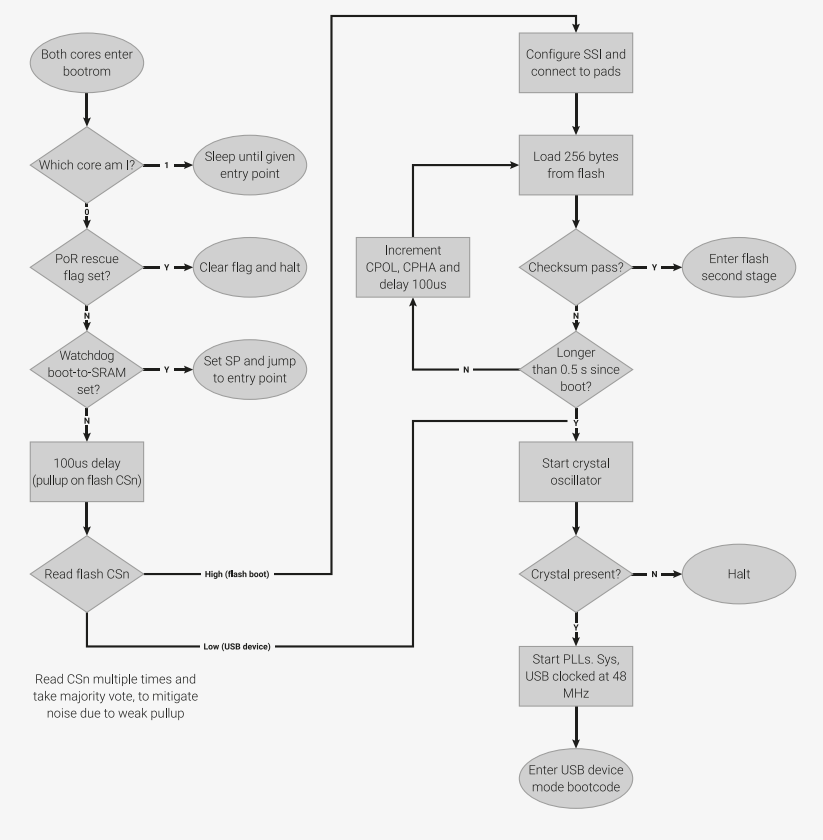 Both cores enter
bootrom
Which core am I?
1
Sleep until given
entry point
0
PoR rescue
flag set?
Y
Clear flag and halt
N
Watchdog
boot-to-SRAM
set?
Y
Set SP and jump
to entry point
N
100us delay
(pullup on flash CSn)
Read flash CSn
High (flash boot)
Low (USB device)
Read CSn multiple times and
take majority vote, to mitigate
noise due to weak pullup
Configure SSI and
connect to pads
Load 256 bytes
from flash
Increment
CPOL, CPHA and
delay 100us
Checksum pass?
Y
Enter flash
second stage
N
Longer
than 0.5 s since
boot?
N
Y
Start crystal
oscillator
Crystal present?
N
Halt
Y
Start PLLs. Sys,
USB clocked at 48
MHz
Enter USB device
mode bootcode